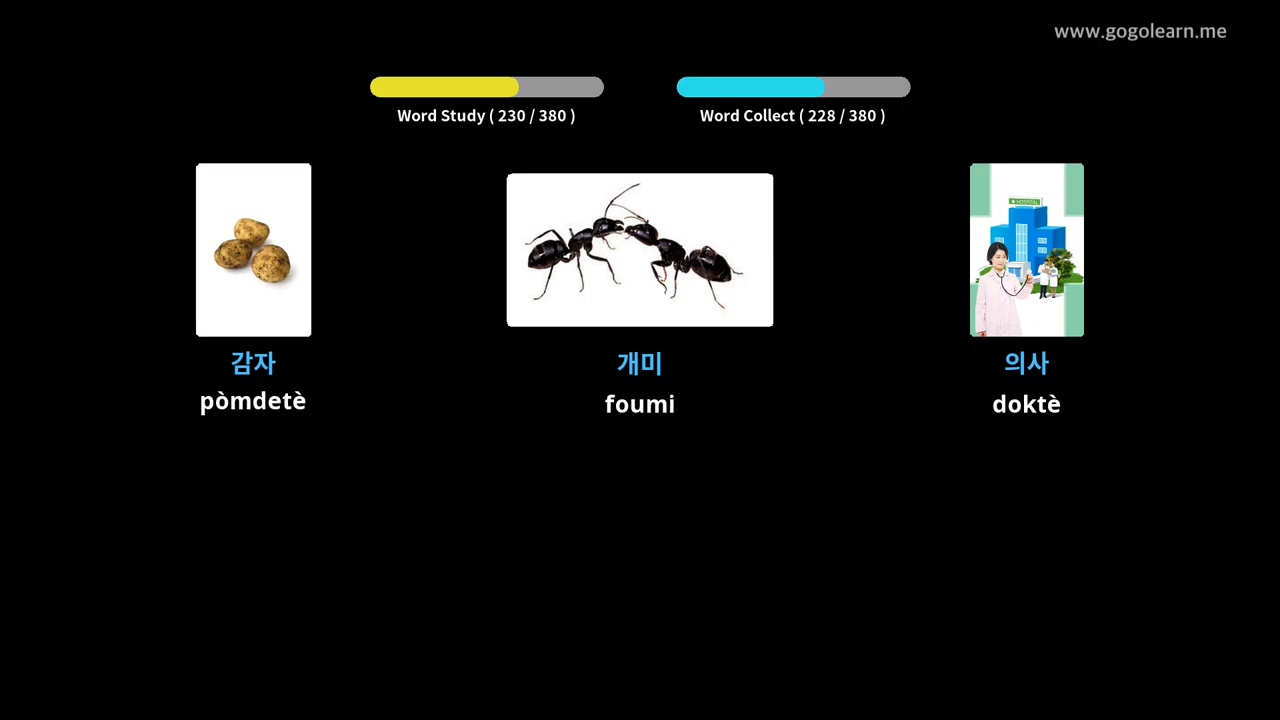 www.gogolearn.me
Word Study ( 230 / 380 )
Word Collect ( 228 / 380 )
HOSPITAL
감자
개미
의사
pòmdetè
foumi
doktè